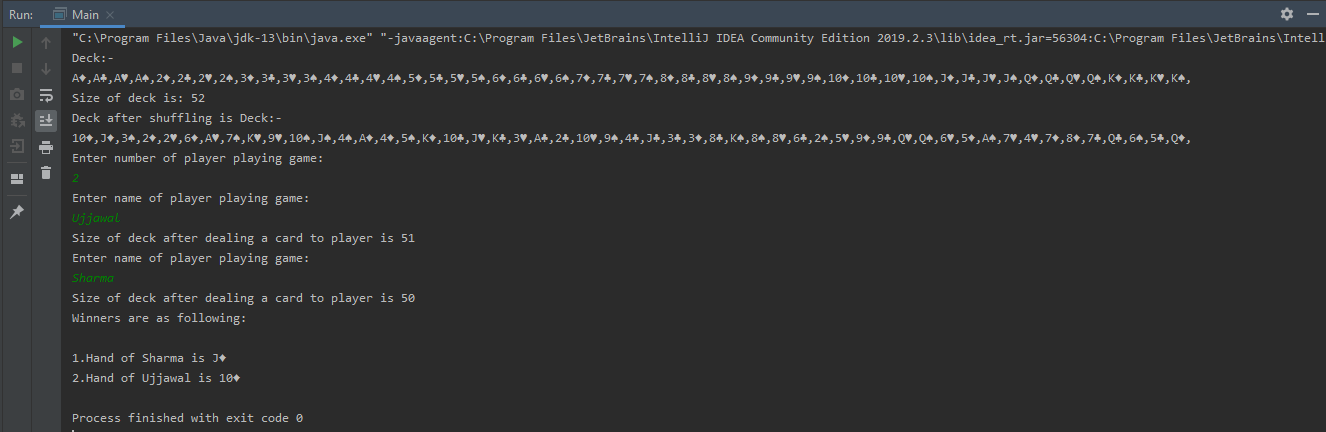 Run: Main
"C:\Program Files\Java\jdk-13\bin\java.exe" "-javaagent:C:\Program Files\JetBrains\IntelliJ IDEA Community Edition 2019.2.3\lib\idea_rt.jar=56304:C:\Program Files\JetBrains\Intell
Deck:-
A♦,A♣,A♥,A♠,2♦,2♣,2♥,2♠,3♦,3♣,3♥,3♠,4♦,4♣,4♥,4♠,5♦,5♣,5♥,5♠,6♦,6♣,6♥,6♠,7♦,7♣,7♥,7♠,8♦,8♣,8♥,8♠,9♦,9♣,9♥,9♠,10♦,10♣,10♥,10♠,J♦,J♣,J♥,J♠,Q♦,Q♣,Q♥,Q♠,K♦,K♣,K♥,K♠,
Size of deck is: 52
Deck after shuffling is Deck:-
10♦,J♦,3♠,2♦,2♥,6♦,A♥,7♠,K♥,9♥,10♠,J♠,4♠,A♦,4♦,5♠,K♦,10♣,J♥,K♣,3♥,A♣,2♣,10♥,9♠,4♣,J♣,3♣,3♦,8♣,K♠,8♠,8♥,6♣,2♠,5♥,9♦,9♣,Q♥,Q♠,6♥,5♦,A♠,7♥,4♥,7♦,8♦,7♣,Q♣,6♠,5♣,Q♦,
Enter number of player playing game:
2
Enter name of player playing game:
Ujjawal
Size of deck after dealing a card to player is 51
Enter name of player playing game:
Sharma
Size of deck after dealing a card to player is 50
Winners are as following:
1.Hand of Sharma is J♦
2.Hand of Ujjawal is 10♦
Process finished with exit code 0